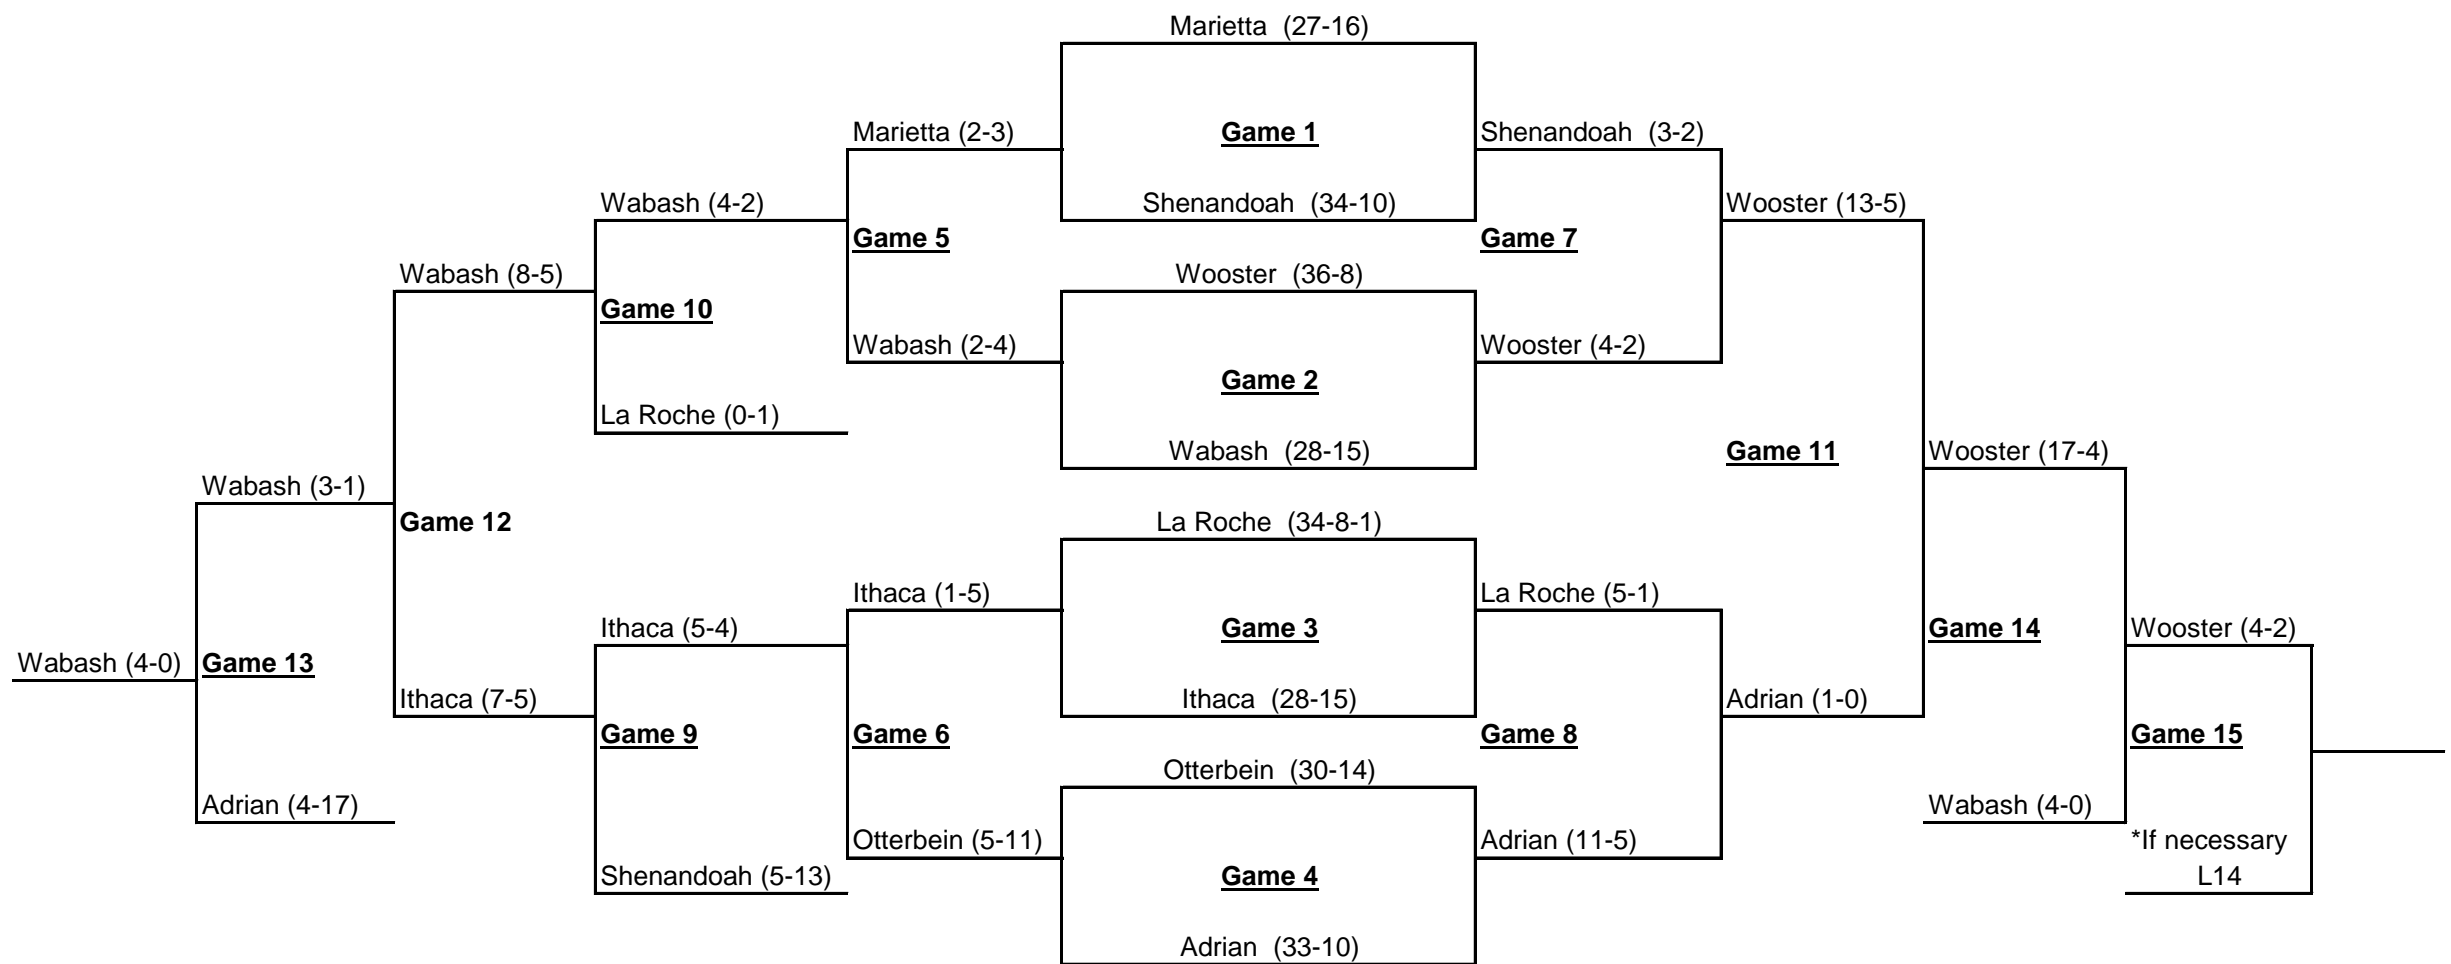 Marietta (27-16)
Marietta (2-3)
Game 1
Shenandoah (3-2)
Wabash (4-2)
Shenandoah (34-10)
Wooster (13-5)
Game 5
Game 7
Wabash (8-5)
Wooster (36-8)
Game 10
Wabash (2-4)
Wooster (4-2)
Game 2
La Roche (0-1)
Wabash (28-15)
Game 11
Wooster (17-4)
Wabash (3-1)
Game 12
La Roche (34-8-1)
Ithaca (1-5)
La Roche (5-1)
Ithaca (5-4)
Game 3
Game 14
Wooster (4-2)
Wabash (4-0)
Game 13
Ithaca (7-5)
Ithaca (28-15)
Adrian (1-0)
Game 9
Game 6
Game 8
Game 15
Otterbein (30-14)
Adrian (4-17)
Wabash (4-0)
Otterbein (5-11)
Adrian (11-5)
*If necessary
Shenandoah (5-13)
Game 4
L14
Adrian (33-10)